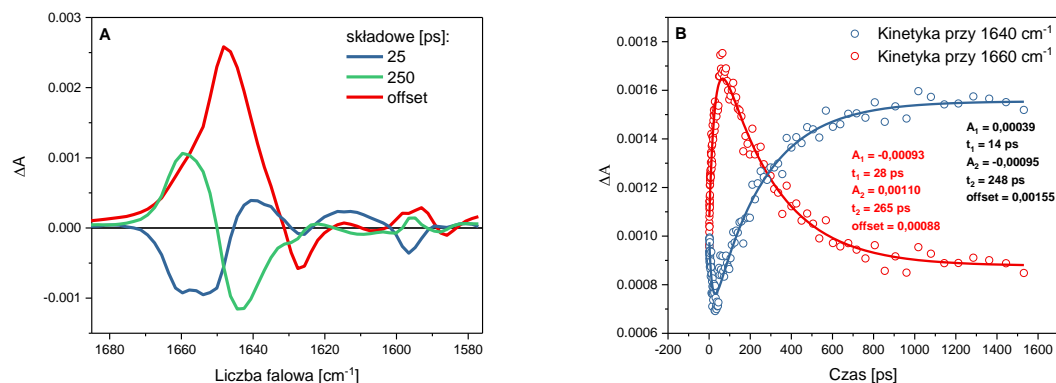 A
składowe [ps]:
25
250
offset
0.003
0.002
0.001
0.000
-0.001
ΔA
1680
1660
1640
1620
1600
1580
Liczba falowa [cm⁻¹]
B
Kinetyka przy 1640 cm⁻¹
Kinetyka przy 1660 cm⁻¹
0.0018
0.0016
0.0014
0.0012
0.0010
0.0008
0.0006
ΔA
A₁ = -0,00093
t₁ = 28 ps
A₂ = 0,00110
t₂ = 265 ps
offset = 0,00088
A₁ = 0,00039
t₁ = 14 ps
A₂ = -0,00095
t₂ = 248 ps
offset = 0,00155
-200
0
200
400
600
800
1000
1200
1400
1600
Czas [ps]